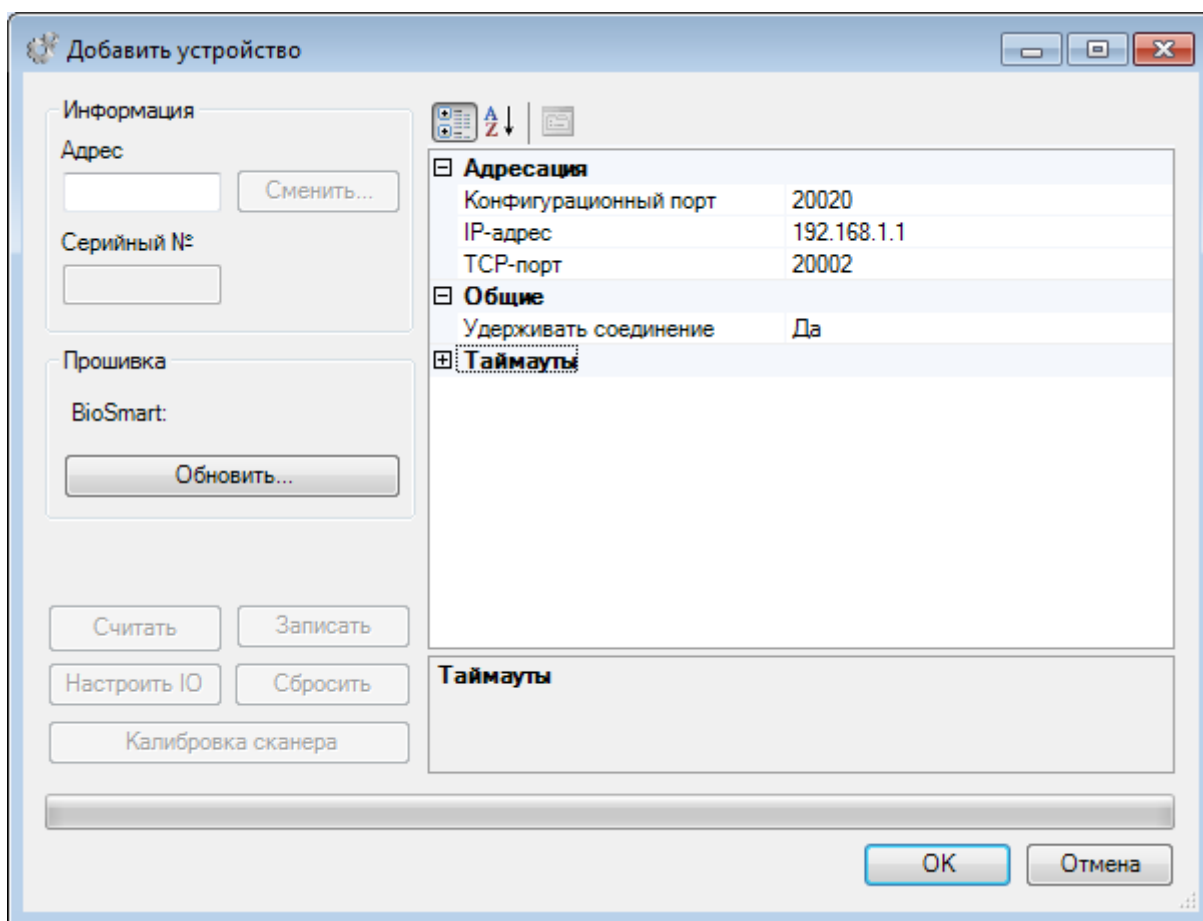 Добавить устройство
Информация
Адрес
Сменить...
Серийный №
Прошивка
BioSmart:
Обновить...
Считать
Записать
Настроить IO
Сбросить
Калибровка сканера
Адресация
Конфигурационный порт 20020
IP-адрес 192.168.1.1
TCP-порт 20002
Общие
Удерживать соединение Да
Таймауты
Таймауты
OK
Отмена